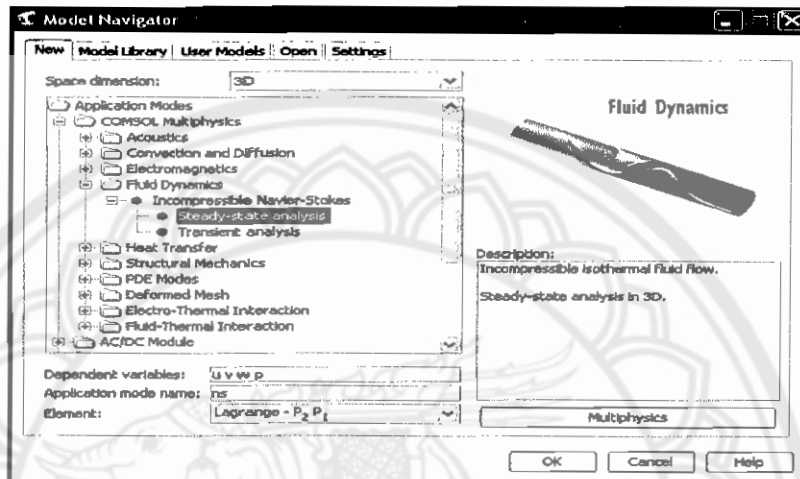 Model Navigator
New Model Library User Models Open Settings
Space dimension: 3D
Application Modes
COMSOL Multiphysics
Acoustics
Convection and Diffusion
Electromagnetics
Fluid Dynamics
Incompressible Navier-Stokes
Steady-state analysis
Transient analysis
Heat Transfer
Structural Mechanics
PDE Modes
Deformed Mesh
Electro-Thermal Interaction
Fluid-Thermal Interaction
AC/DC Module
Dependent variables: u v w p
Application mode name: ns
Element: Lagrange - P₂ P₁
Fluid Dynamics
Description:
Incompressible isothermal fluid flow.
Steady-state analysis in 3D.
Multiphysics
OK Cancel Help